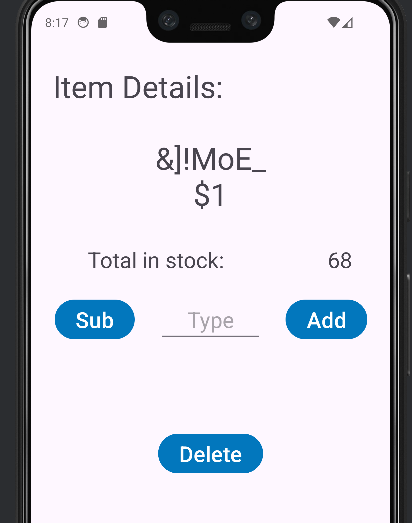 8:17
Item Details:
&]!MoE_
$1
Total in stock: 68
Sub Type Add
Delete